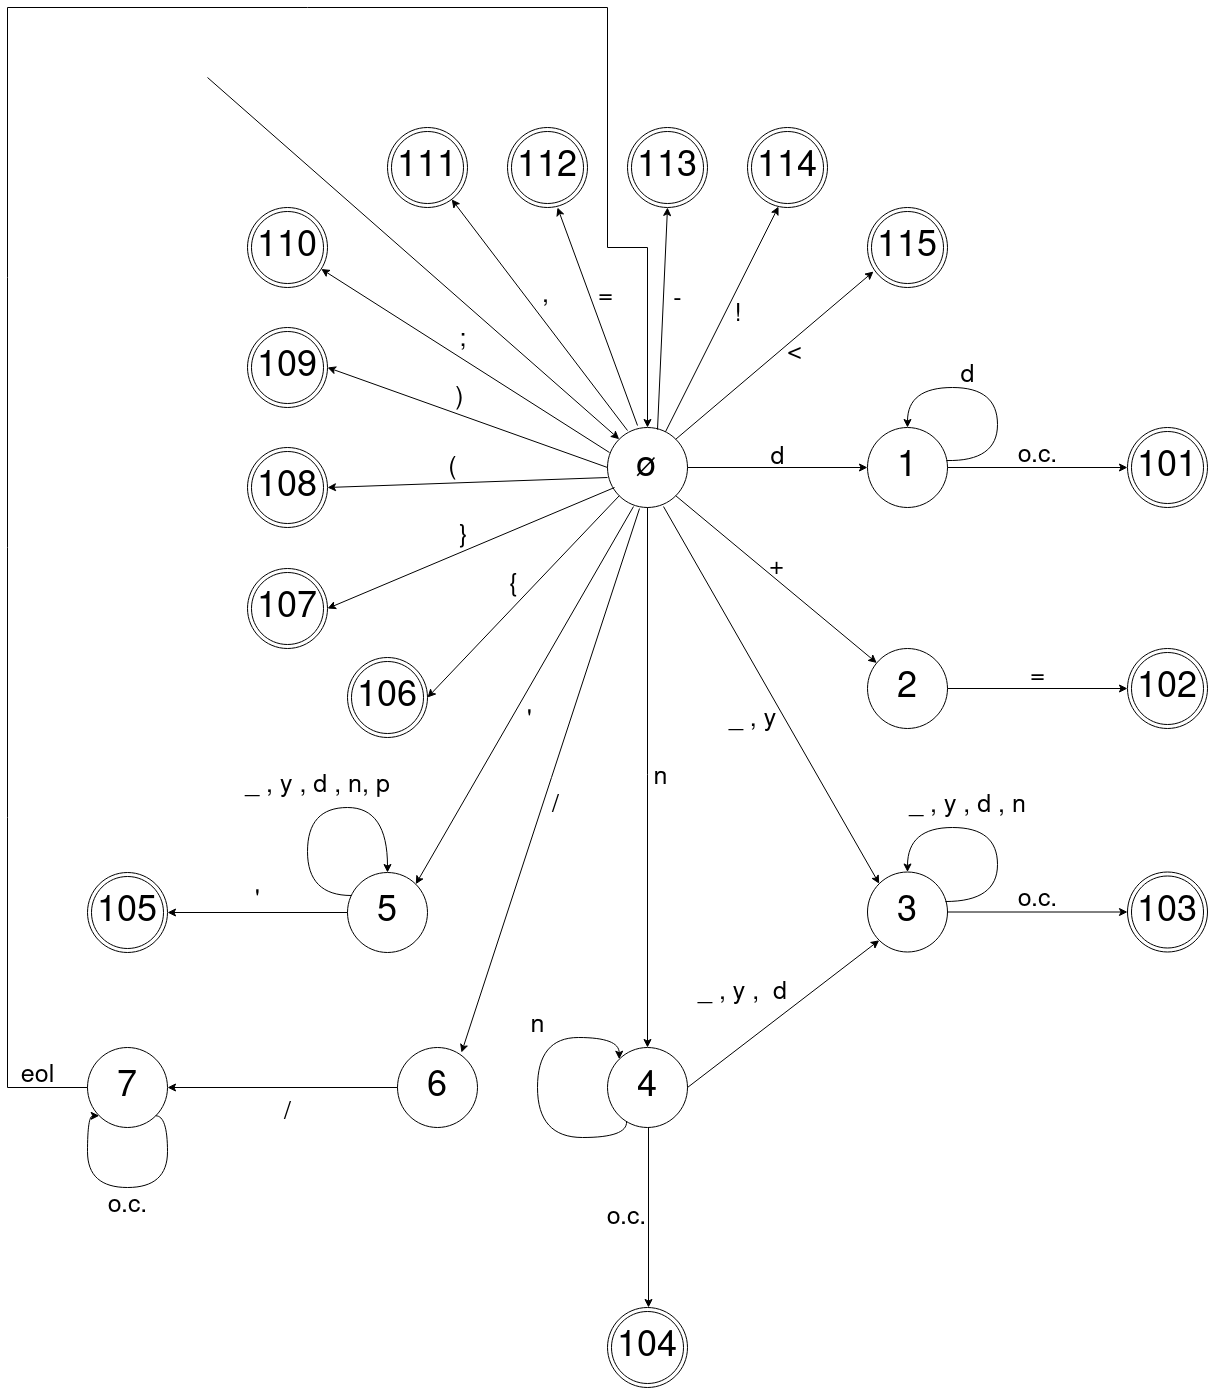 111
112
113
114
110
115
,
=
-
!
;
<
109
)
d
108
(
ø
d
1
o.c.
101
}
+
{
107
106
2
=
102
'
_ , y
n
/
_ , y , d , n, p
_ , y , d , n
105
'
5
3
o.c.
103
_ , y , d
n
eol
7
/
6
4
o.c.
o.c.
104